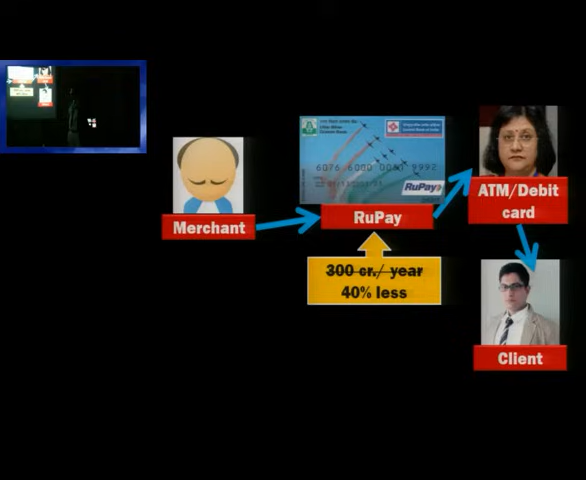 6076 6000
9992
RuPay
ATM/Debit
card
Merchant
RuPay
300 cr./ year
40% less
Client